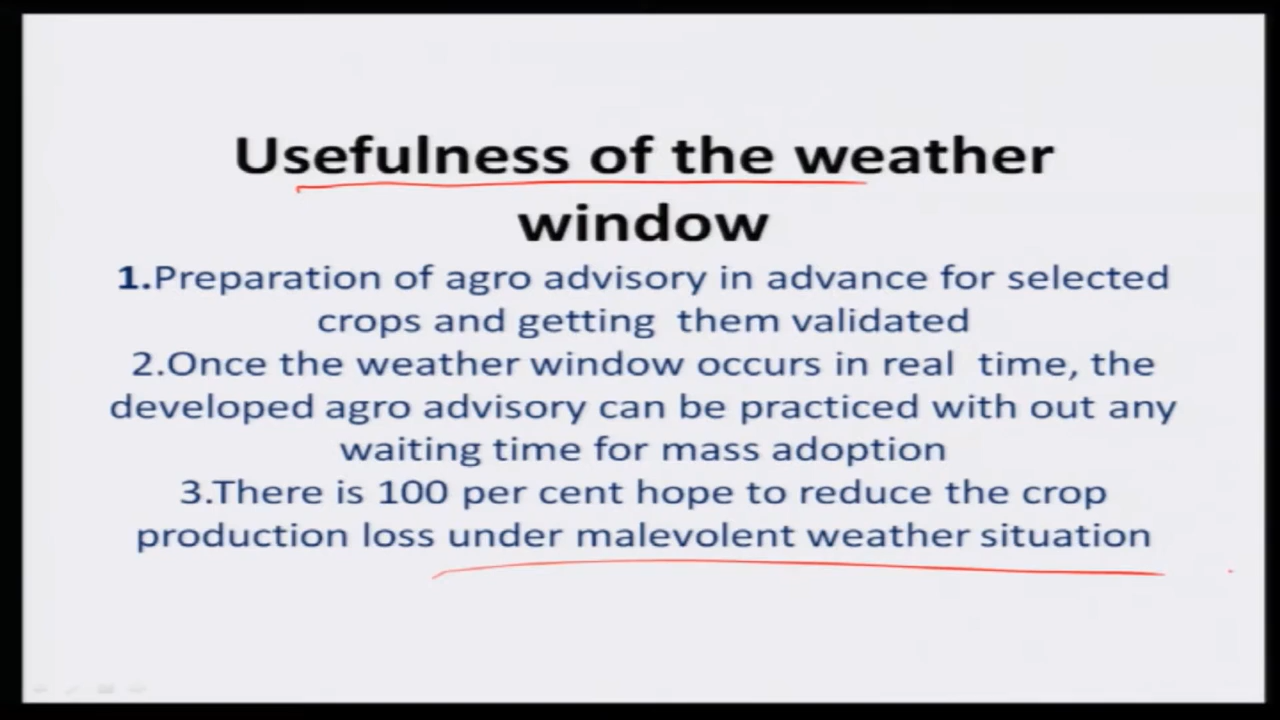 Usefulness of the weather
window
1.Preparation of agro advisory in advance for selected
crops and getting them validated
2.Once the weather window occurs in real time, the
developed agro advisory can be practiced with out any
waiting time for mass adoption
3.There is 100 per cent hope to reduce the crop
production loss under malevolent weather situation